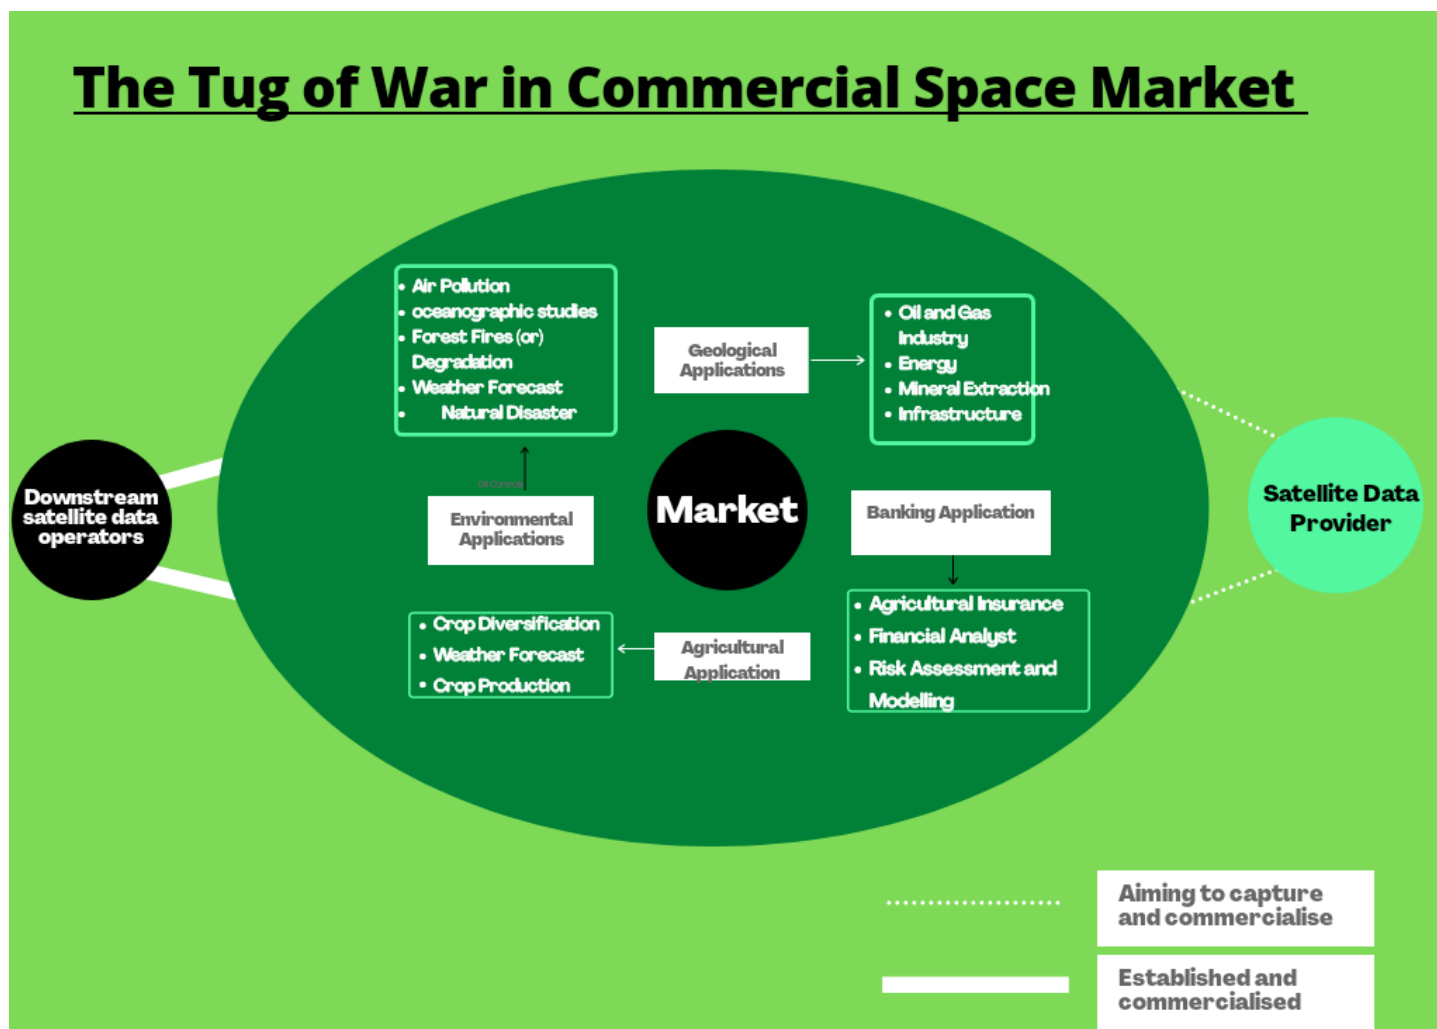 The Tug of War in Commercial Space Market
• Air Pollution
• oceanographic studies
• Forest Fires (or)
Degradation
• Weather Forecast
• Natural Disaster
Geological
Applications
• Oil and Gas
Industry
• Energy
• Mineral Extraction
• Infrastructure
Downstream
satellite data
operators
Environmental
Applications
Market
Banking Application
Satellite Data
Provider
• Crop Diversification
• Weather Forecast
• Crop Production
Agricultural
Application
• Agricultural Insurance
• Financial Analyst
• Risk Assessment and
Modelling
Aiming to capture
and commercialise
Established and
commercialised